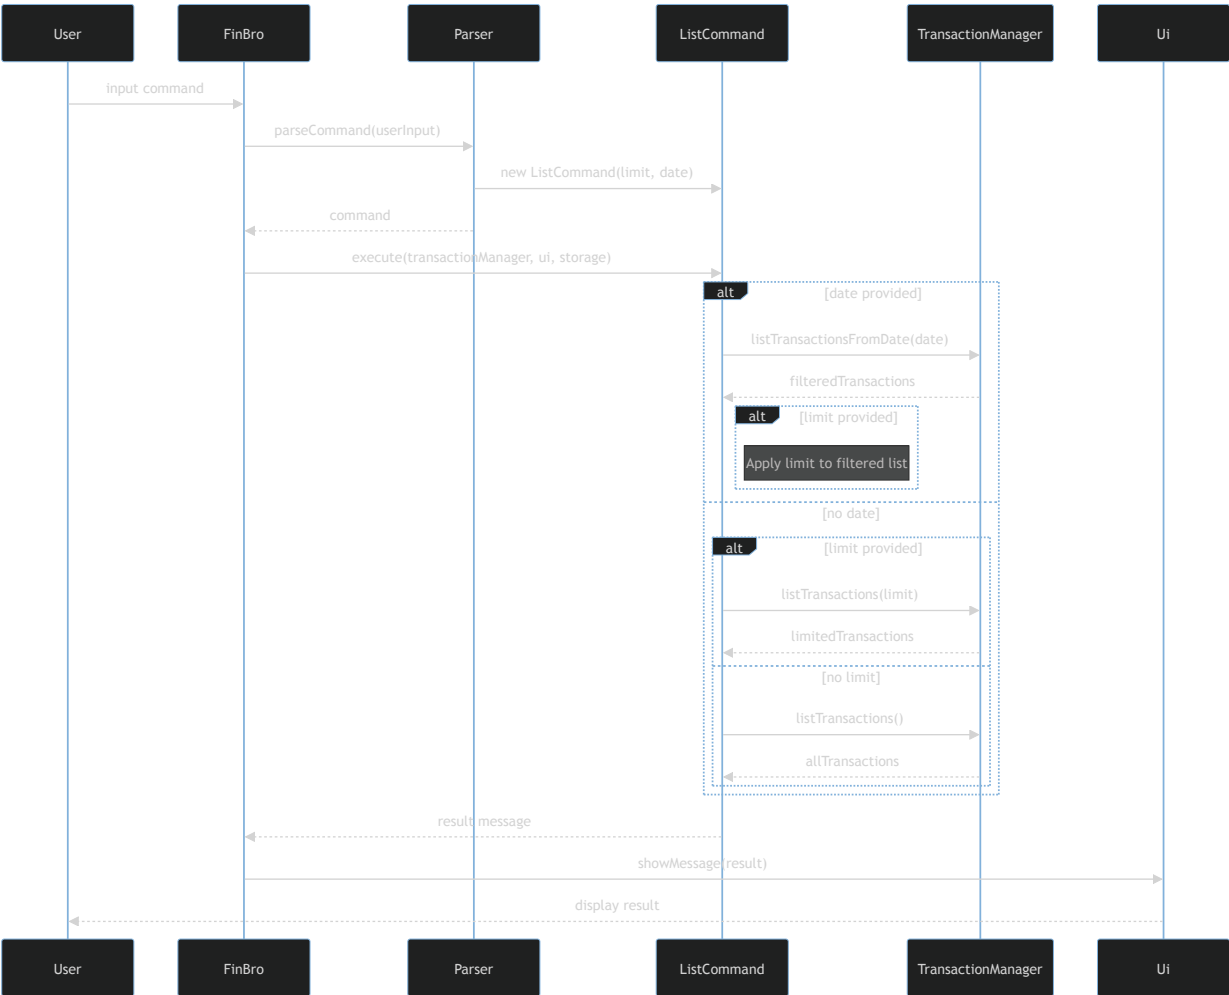 User FinBro Parser ListCommand TransactionManager Ui
input command
parseCommand(userInput)
new ListCommand(limit, date)
command
execute(transactionManager, ui, storage)
alt [date provided]
listTransactionsFromDate(date)
filteredTransactions
alt [limit provided]
Apply limit to filtered list
[no date]
alt [limit provided]
listTransactions(limit)
limitedTransactions
[no limit]
listTransactions()
allTransactions
result message
showMessage(result)
display result
User FinBro Parser ListCommand TransactionManager Ui